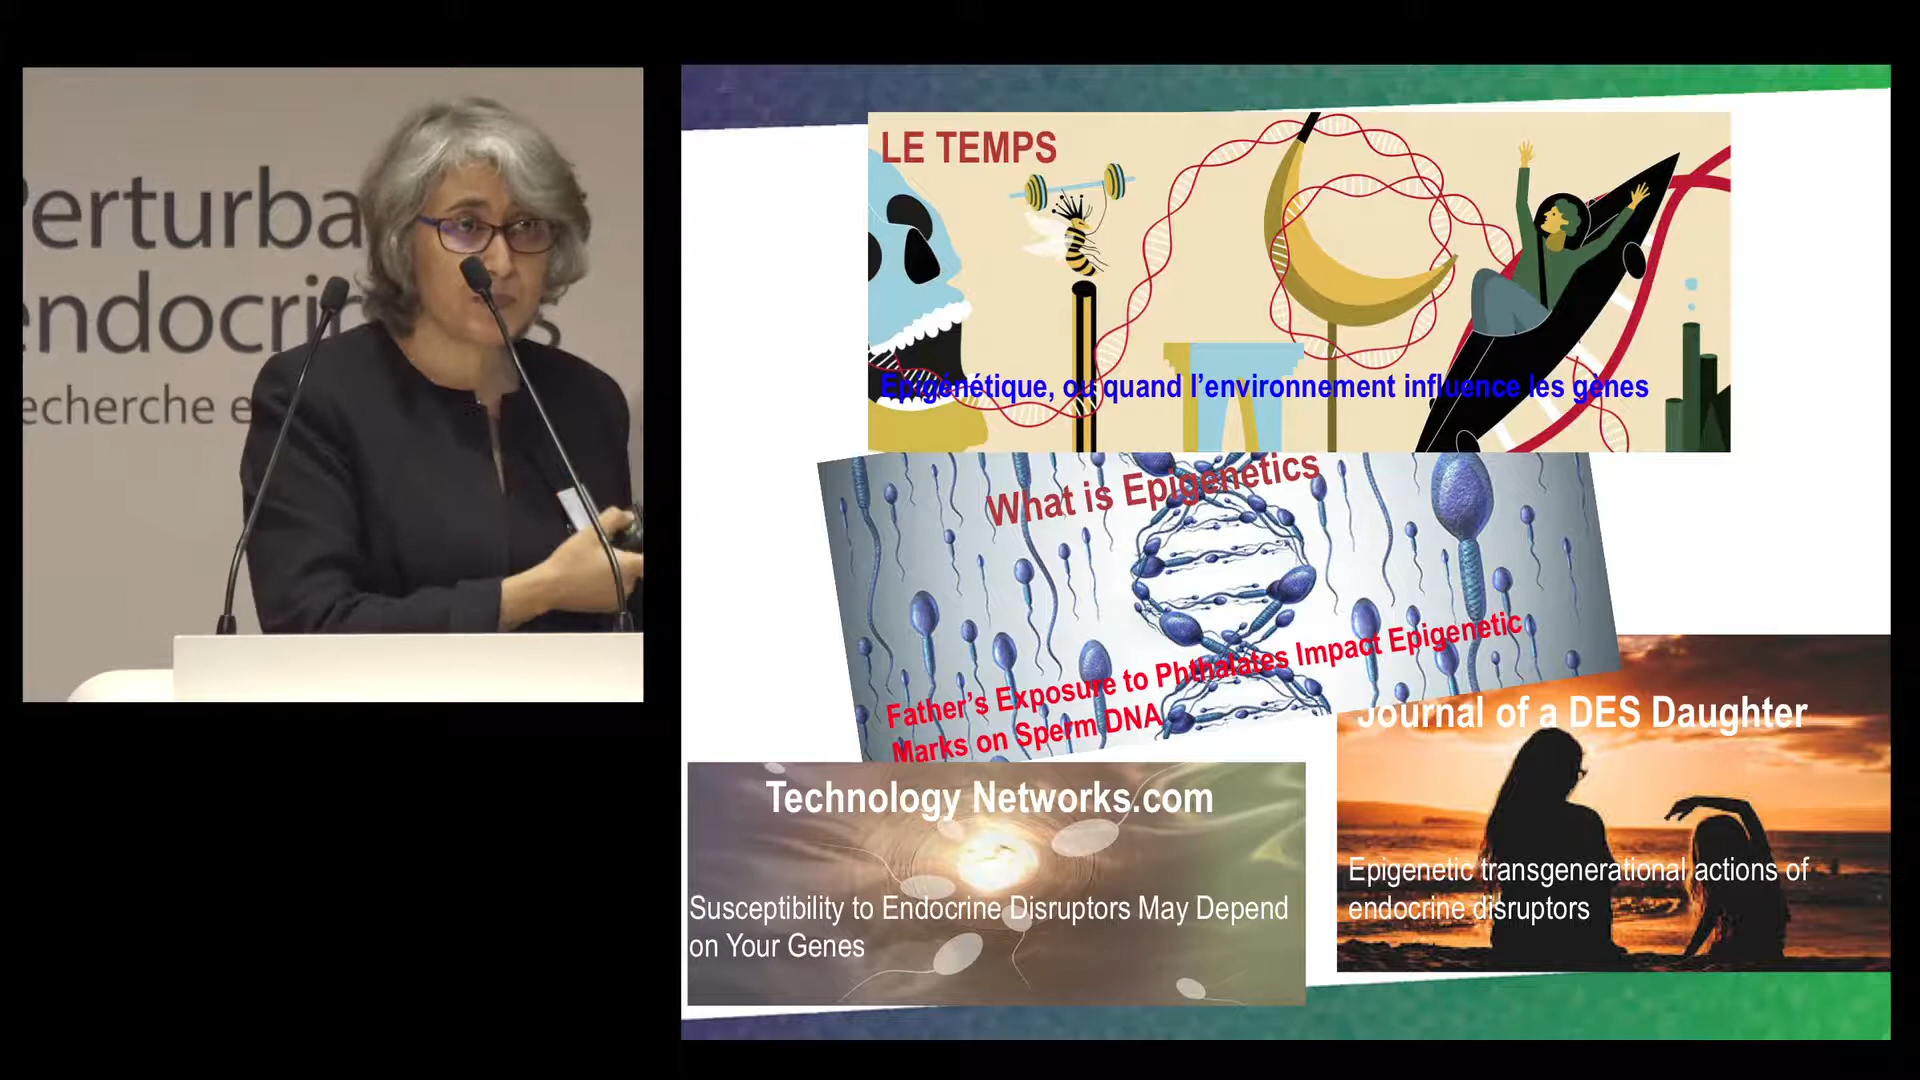 Perturba
endocri s
echerche e
LE TEMPS
Epigénétique, ou quand l'environnement influence les gènes
What is Epigenetics
Father's Exposure to Phthalates Impact Epigenetic
Marks on Sperm DNA
Technology Networks.com
Susceptibility to Endocrine Disruptors May Depend
on Your Genes
Journal of a DES Daughter
Epigenetic transgenerational actions of
endocrine disruptors